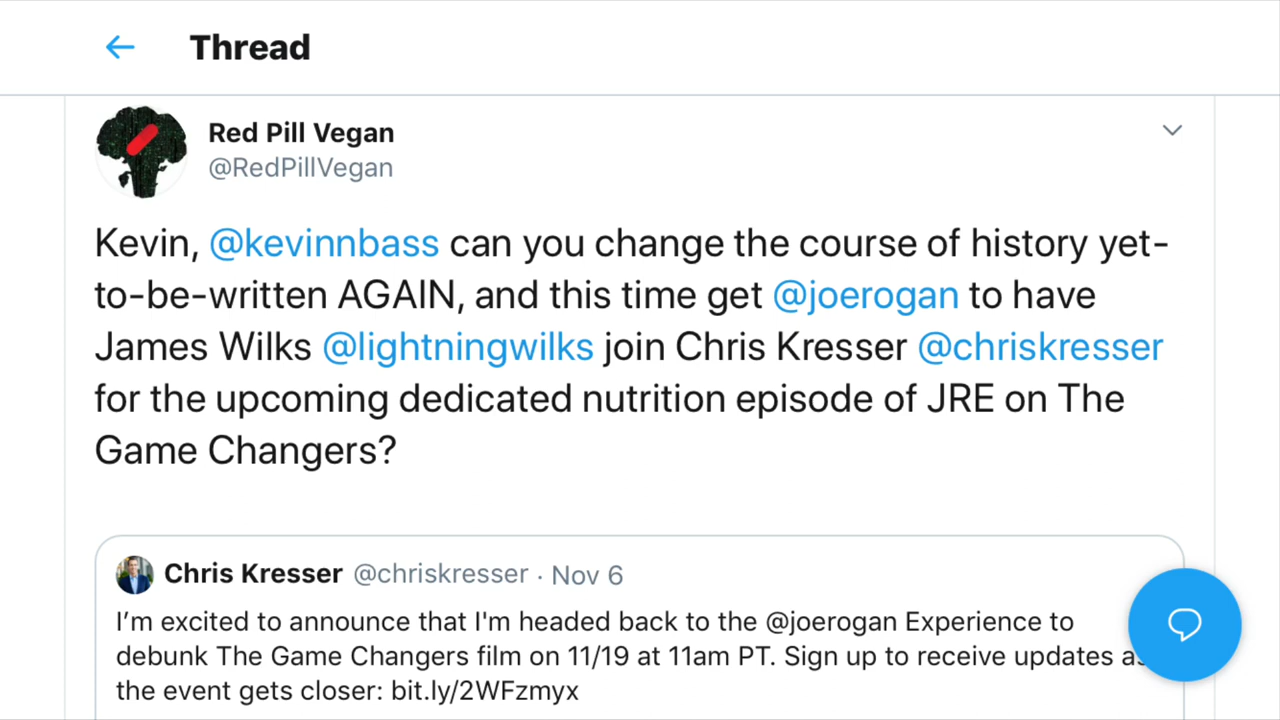 Thread
Red Pill Vegan
@RedPillVegan
Kevin, @kevinnbass can you change the course of history yet-
to-be-written AGAIN, and this time get @joerogan to have
James Wilks @lightningwilks join Chris Kresser @chriskresser
for the upcoming dedicated nutrition episode of JRE on The
Game Changers?
Chris Kresser @chriskresser · Nov 6
I’m excited to announce that I'm headed back to the @joerogan Experience to
debunk The Game Changers film on 11/19 at 11am PT. Sign up to receive updates as
the event gets closer: bit.ly/2WFzmyx